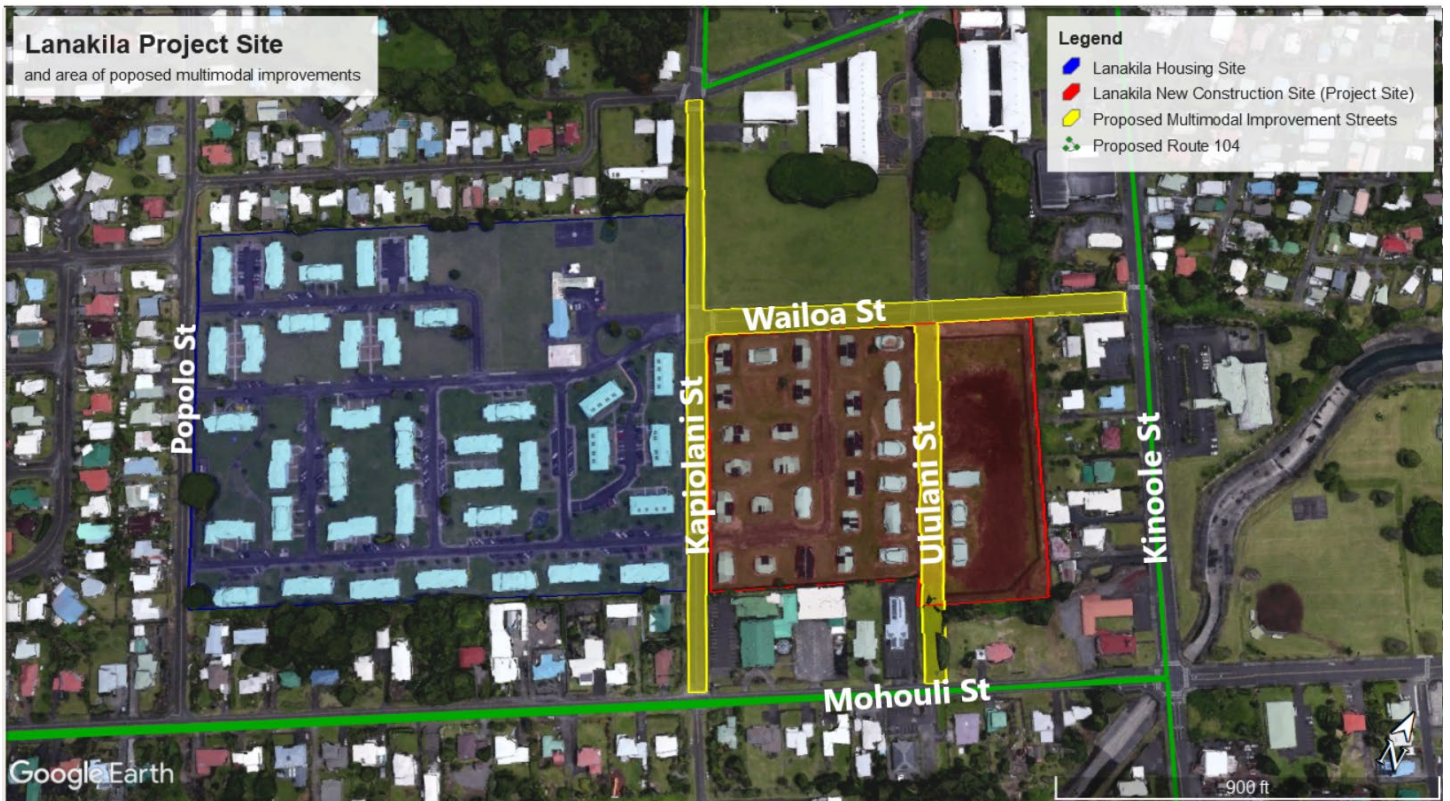 Lanakila Project Site
and area of poposed multimodal improvements
Legend
Lanakila Housing Site
Lanakila New Construction Site (Project Site)
Proposed Multimodal Improvement Streets
Proposed Route 104
Wailoa St
Popolo St
Kapiolani St
Ululani St
Kinoole St
Mohouli St
Google Earth
N
900 ft